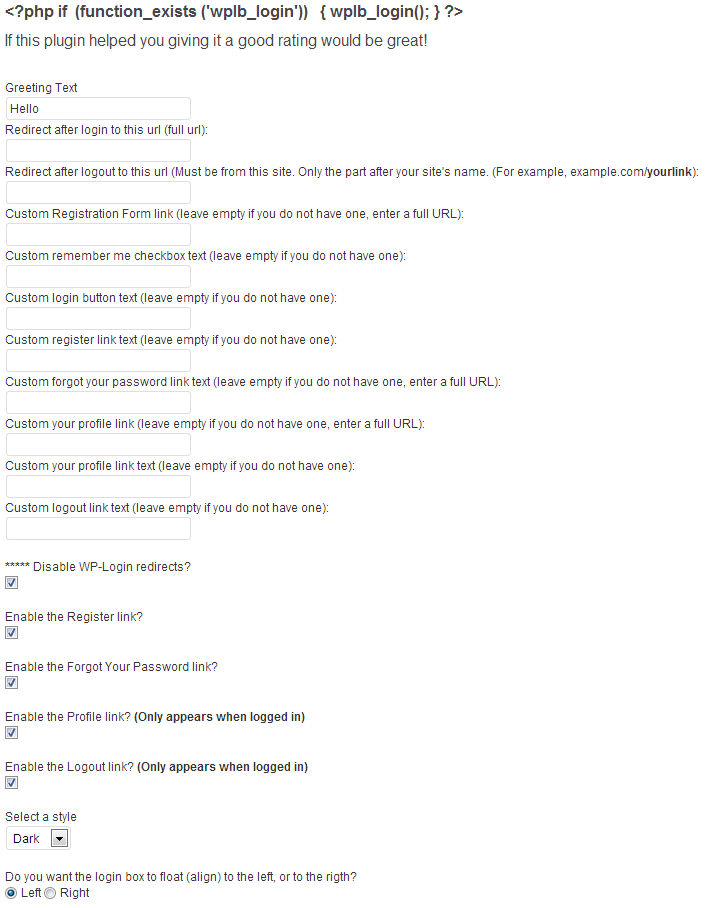 <?php if (function_exists ('wplb_login')) { wplb_login(); } ?>
If this plugin helped you giving it a good rating would be great!
Greeting Text
Hello
Redirect after login to this url (full url):
Redirect after logout to this url (Must be from this site. Only the part after your site's name. (For example, example.com/yourlink):
Custom Registration Form link (leave empty if you do not have one, enter a full URL):
Custom remember me checkbox text (leave empty if you do not have one):
Custom login button text (leave empty if you do not have one):
Custom register link text (leave empty if you do not have one):
Custom forgot your password link text (leave empty if you do not have one, enter a full URL):
Custom your profile link (leave empty if you do not have one, enter a full URL):
Custom your profile link text (leave empty if you do not have one):
Custom logout link text (leave empty if you do not have one):
***** Disable WP-Login redirects?
Enable the Register link?
Enable the Forgot Your Password link?
Enable the Profile link? (Only appears when logged in)
Enable the Logout link? (Only appears when logged in)
Select a style
Dark
Do you want the login box to float (align) to the left, or to the rigth?
Left Right